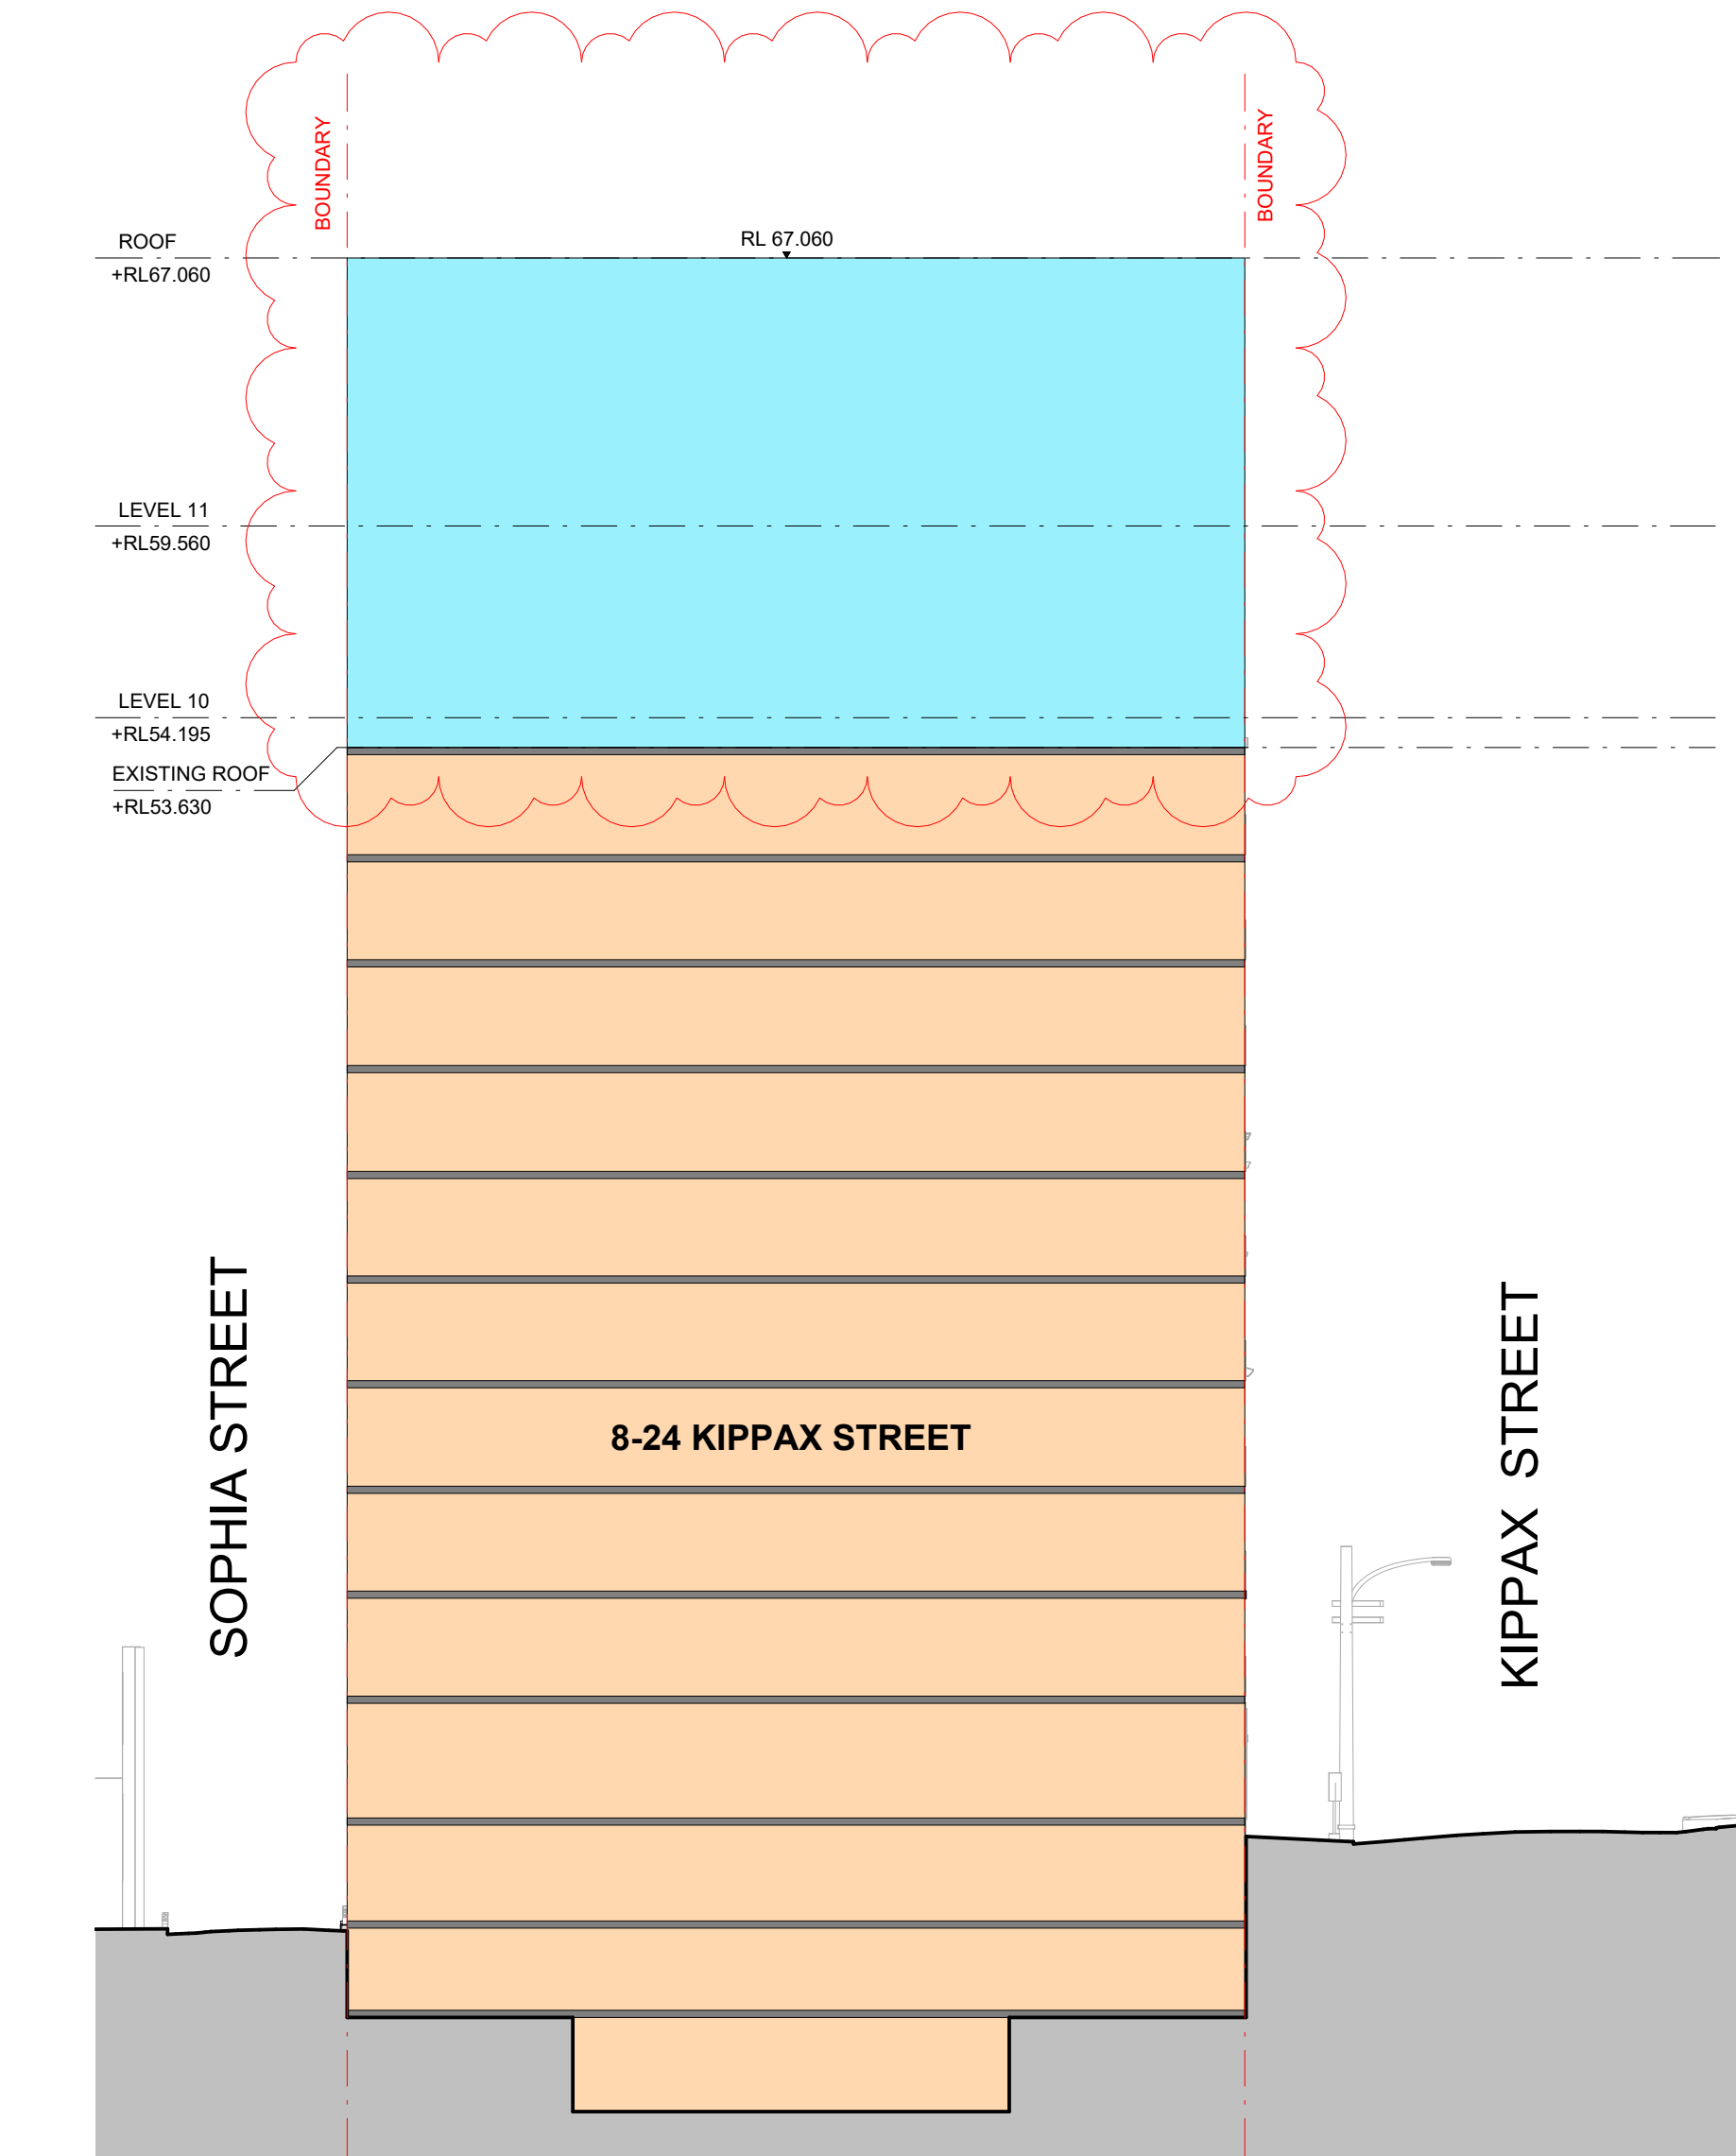 BOUNDARY
BOUNDARY
ROOF
RL 67.060
+RL67.060
LEVEL 11
+RL59.560
LEVEL 10
+RL54.195
EXISTING ROOF
+RL53.630
SOPHIA STREET
KIPPAX STREET
8-24 KIPPAX STREET